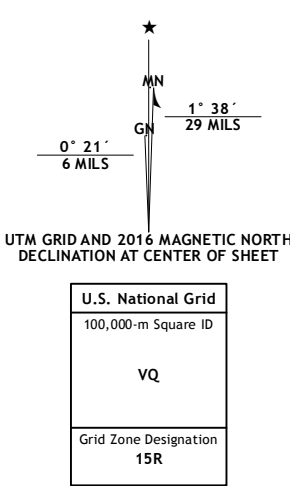 ★
MN
1° 38´
29 MILS
GN
0° 21´
6 MILS
UTM GRID AND 2016 MAGNETIC NORTH
DECLINATION AT CENTER OF SHEET
U.S. National Grid
100,000-m Square ID
VQ
Grid Zone Designation
15R